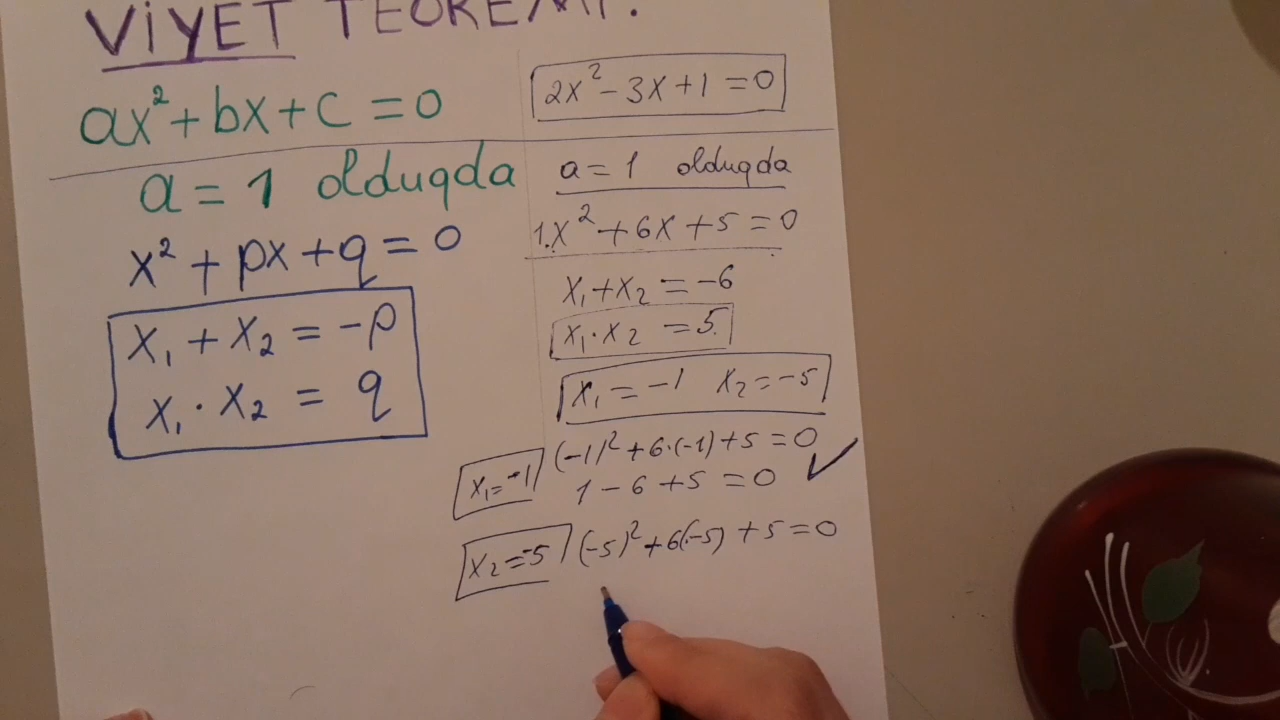 VİYET TEOREMİ.
ax²+bx+c=0
a=1 olduqda
x²+px+q=0
x₁+x₂=-p
x₁·x₂=q
2x²-3x+1=0
a=1 olduqda
1.x²+6x+5=0
x₁+x₂=-6
x₁·x₂=5.
x₁=-1 x₂=-5
x₁=-1 (-1)²+6·(-1)+5=0
1-6+5=0 ✓
x₂=-5 (-5)²+6(-5)+5=0